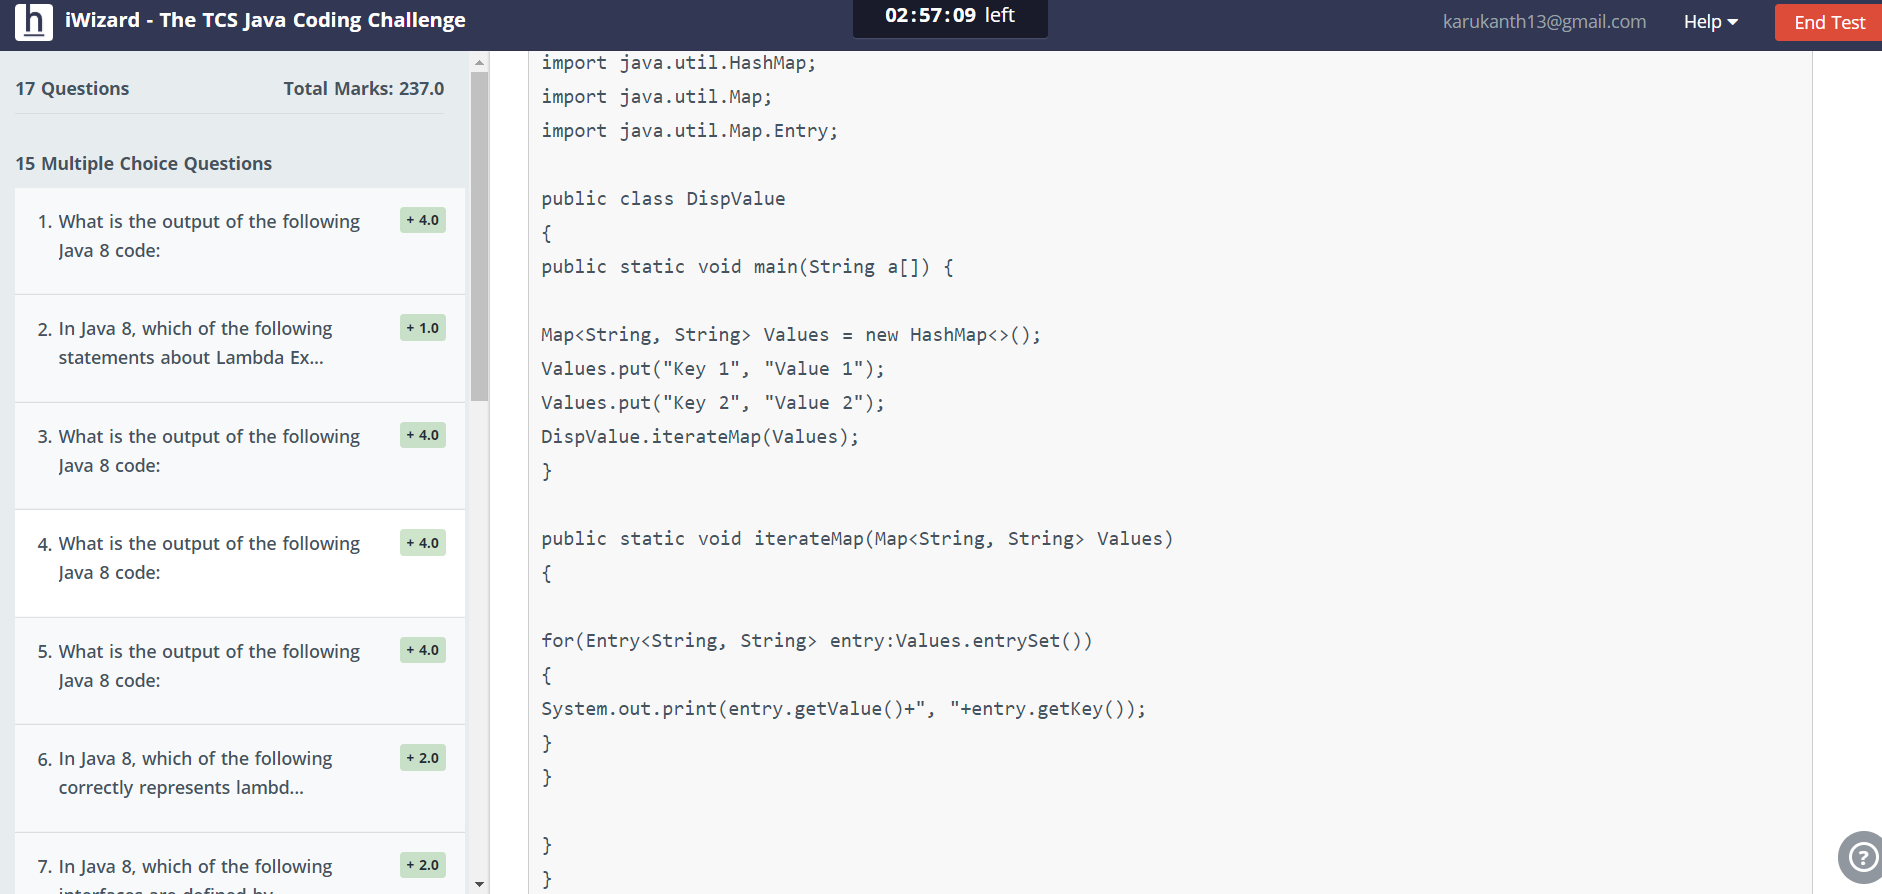 h iWizard - The TCS Java Coding Challenge
02:57:09 left
karukanth13@gmail.com
Help
End Test
17 Questions
Total Marks: 237.0
15 Multiple Choice Questions
1. What is the output of the following
Java 8 code:
+ 4.0
2. In Java 8, which of the following
statements about Lambda Ex...
+ 1.0
3. What is the output of the following
Java 8 code:
+ 4.0
4. What is the output of the following
Java 8 code:
+ 4.0
5. What is the output of the following
Java 8 code:
+ 4.0
6. In Java 8, which of the following
correctly represents lambd...
+ 2.0
7. In Java 8, which of the following
interfaces are defined by
+ 2.0
import java.util.HashMap;
import java.util.Map;
import java.util.Map.Entry;
public class DispValue
{
public static void main(String a[]) {
Map<String, String> Values = new HashMap<>();
Values.put("Key 1", "Value 1");
Values.put("Key 2", "Value 2");
DispValue.iterateMap(Values);
}
public static void iterateMap(Map<String, String> Values)
{
for(Entry<String, String> entry:Values.entrySet())
{
System.out.print(entry.getValue()+", "+entry.getKey());
}
}
}
}
?